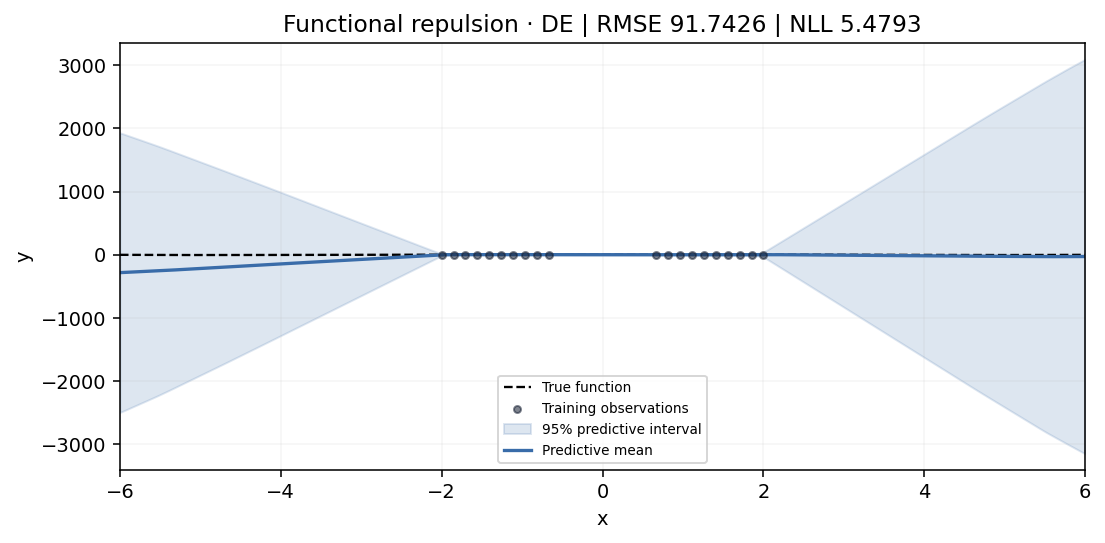 Functional repulsion · DE | RMSE 91.7426 | NLL 5.4793
y
3000
2000
1000
0
−1000
−2000
−3000
True function
Training observations
95% predictive interval
Predictive mean
−6 −4 −2 0 2 4 6
x